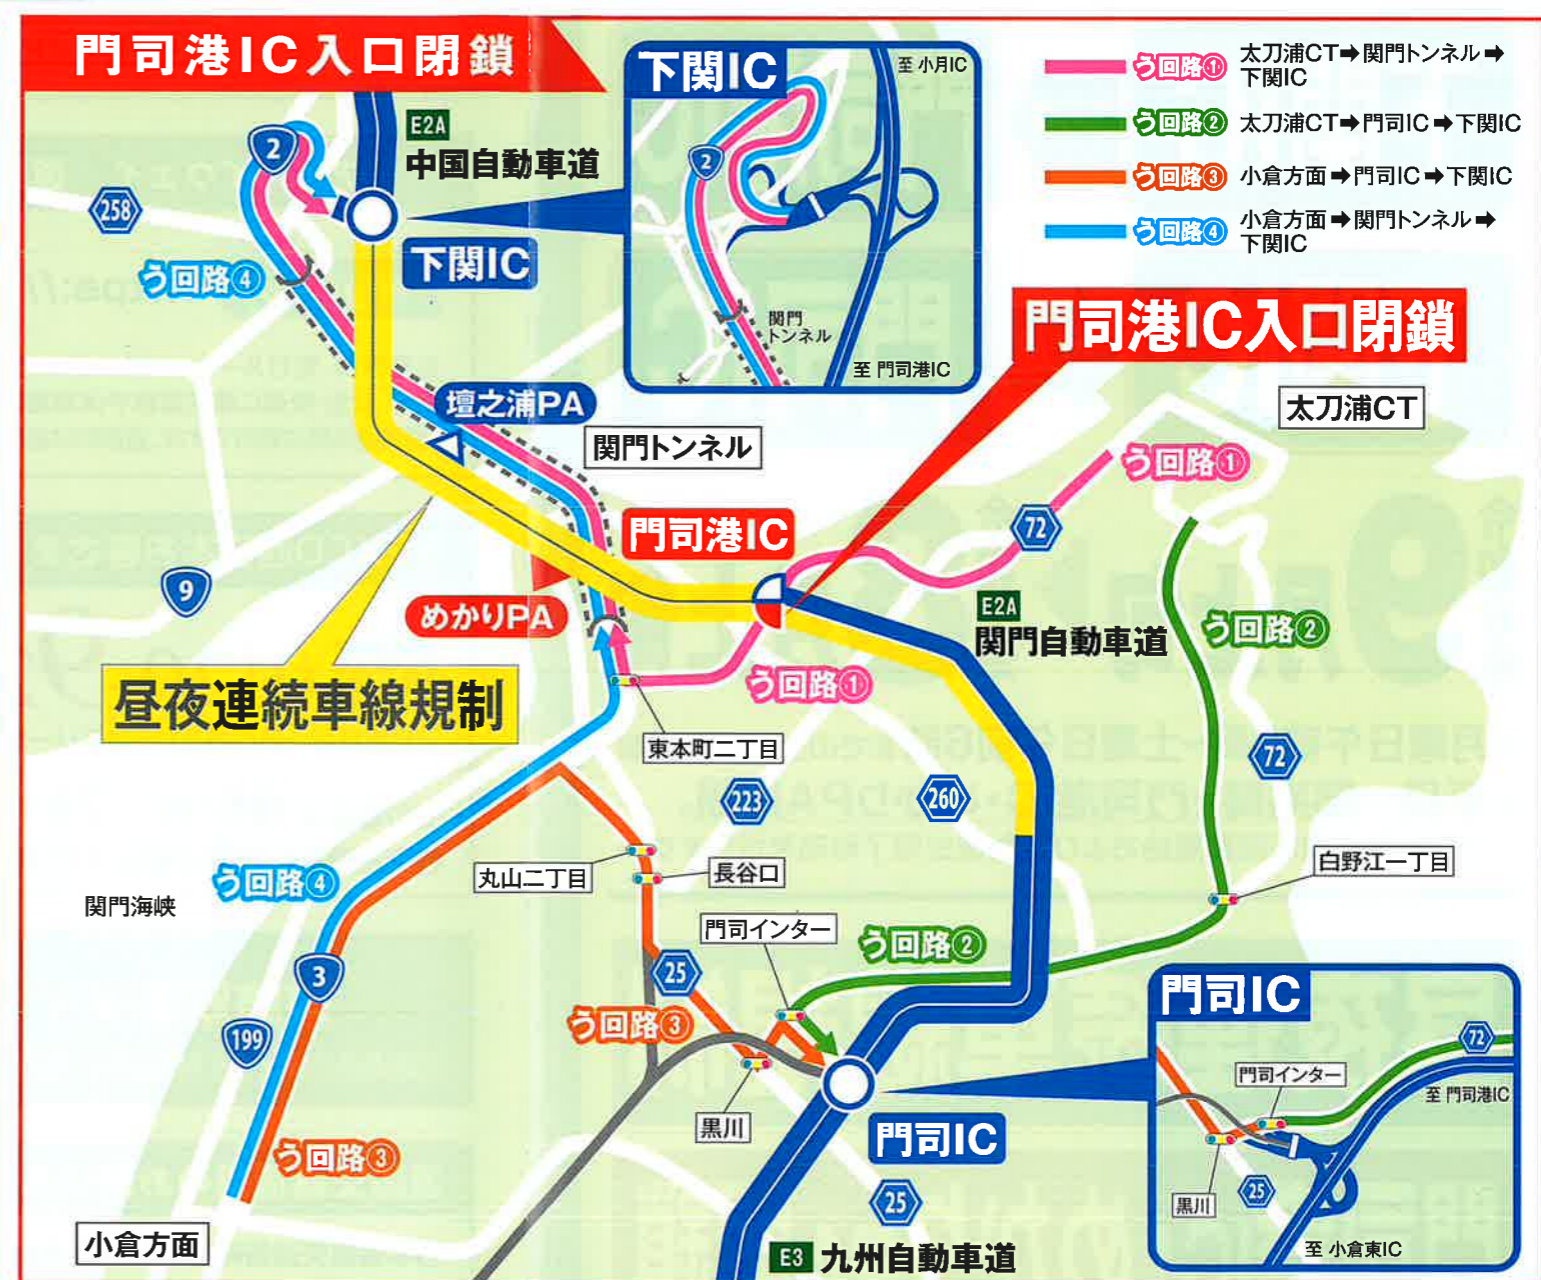 門司港IC入口閉鎖
う回路① 太刀浦CT➡関門トンネル➡
下関IC
う回路② 太刀浦CT➡門司IC➡下関IC
う回路③ 小倉方面➡門司IC➡下関IC
う回路④ 小倉方面➡関門トンネル➡
下関IC
下関IC
至 小月IC
2
関門
トンネル
至 門司港IC
2
E2A
中国自動車道
258
下関IC
う回路④
門司港IC入口閉鎖
太刀浦CT
壇之浦PA
関門トンネル
う回路①
門司港IC
72
9
めかりPA
E2A
関門自動車道
う回路②
昼夜連続車線規制
う回路①
東本町二丁目
72
223
260
丸山二丁目
長谷口
白野江一丁目
う回路④
関門海峡
門司インター
う回路②
3
25
199
う回路③
門司IC
72
門司インター
至 門司港IC
黒川
25
至 小倉東IC
黒川
門司IC
う回路③
25
小倉方面
E3 九州自動車道